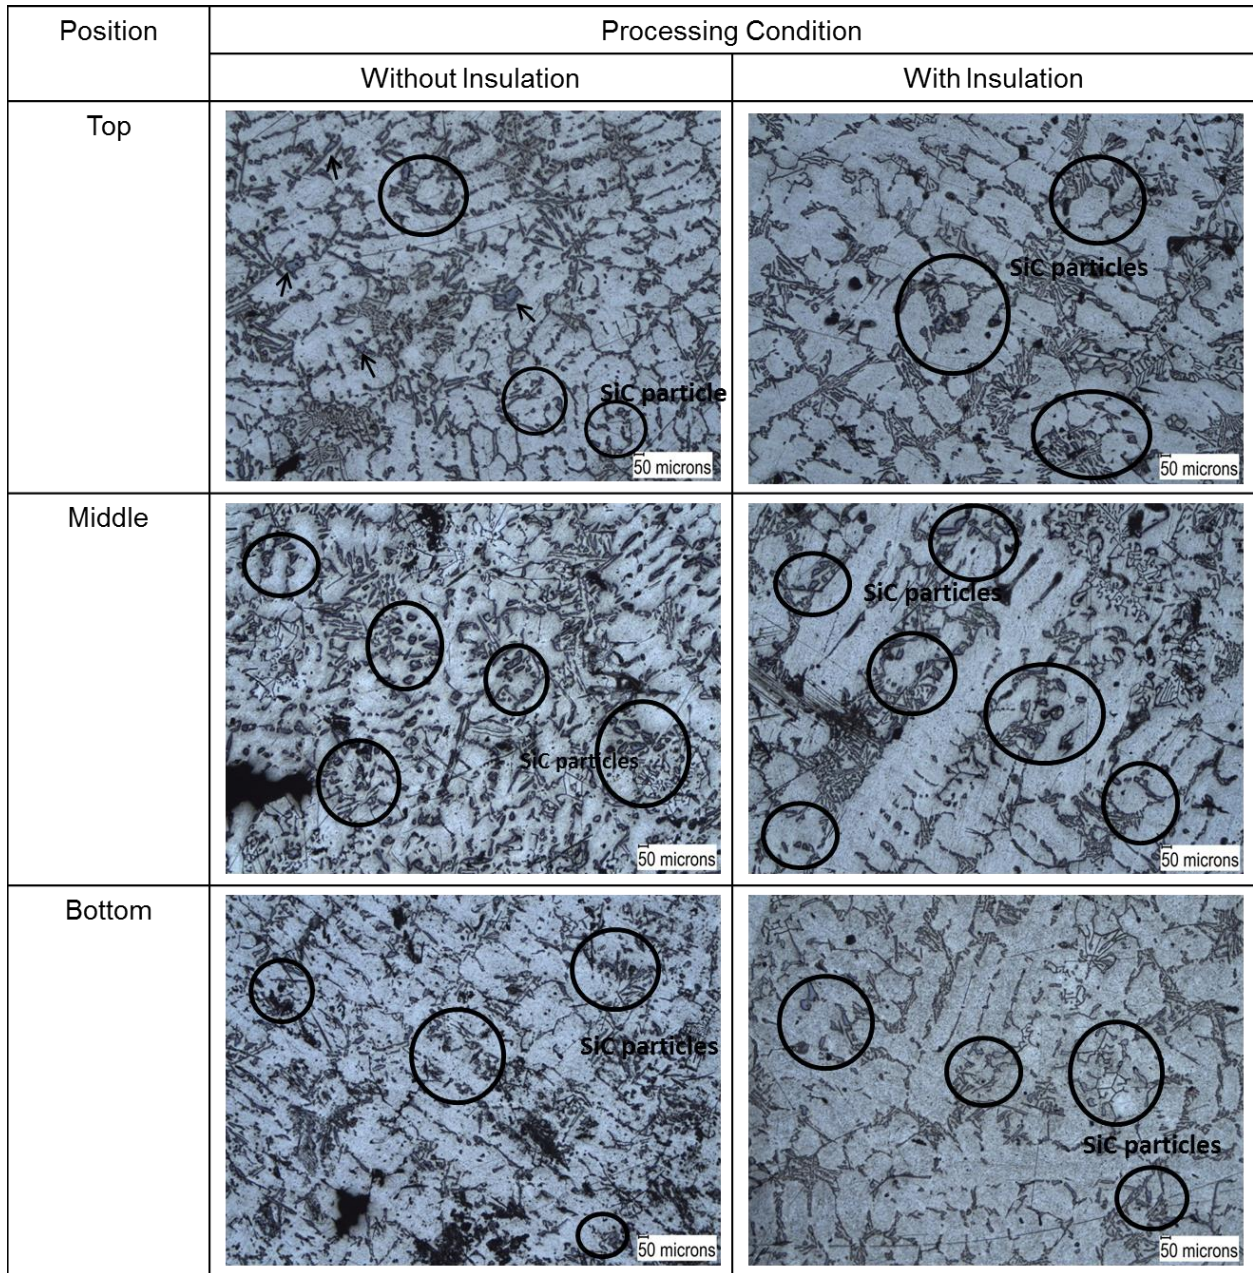 Position
Processing Condition
Without Insulation
With Insulation
Top
SiC particle
50 microns
SiC particles
50 microns
Middle
SiC particles
50 microns
SiC particles
50 microns
Bottom
SiC particles
50 microns
SiC particles
50 microns